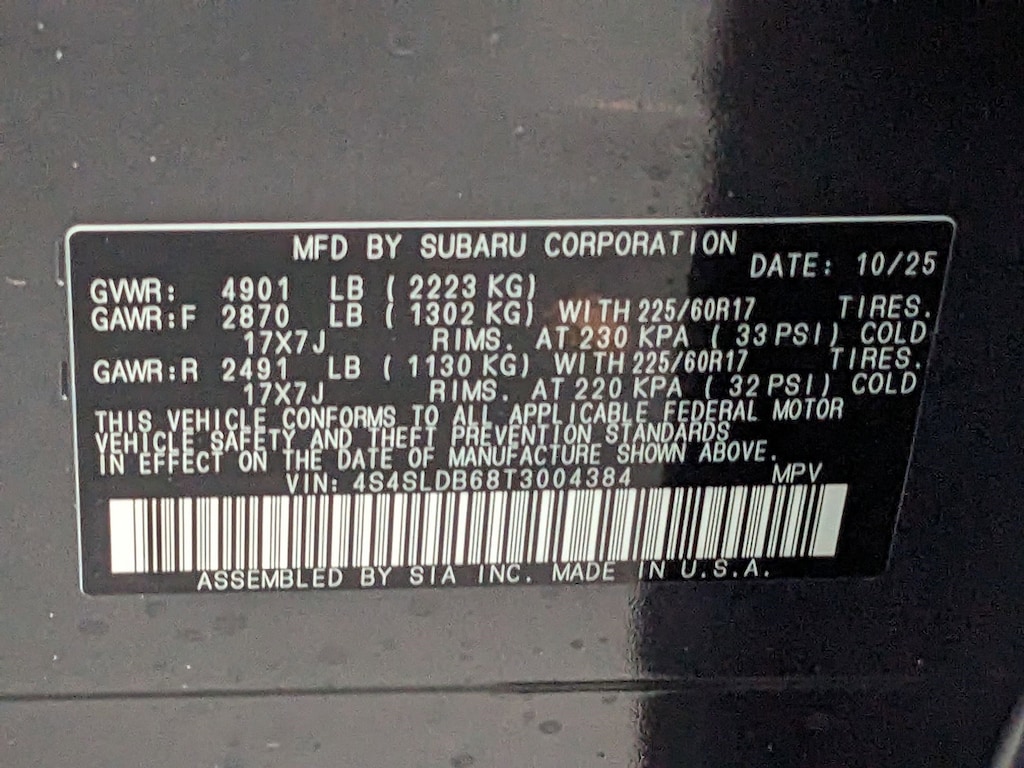 MFD BY SUBARU CORPORATION
DATE: 10/25
GVWR: 4901 LB ( 2223 KG)
GAWR:F 2870 LB ( 1302 KG) WITH 225/60R17 TIRES.
17X7J RIMS. AT 230 KPA ( 33 PSI) COLD
GAWR:R 2491 LB ( 1130 KG) WITH 225/60R17 TIRES.
17X7J RIMS. AT 220 KPA ( 32 PSI) COLD
THIS VEHICLE CONFORMS TO ALL APPLICABLE FEDERAL MOTOR
VEHICLE SAFETY AND THEFT PREVENTION STANDARDS
IN EFFECT ON THE DATE OF MANUFACTURE SHOWN ABOVE.
VIN: 4S4SLDB68T3004384 MPV
ASSEMBLED BY SIA INC. MADE IN U.S.A.